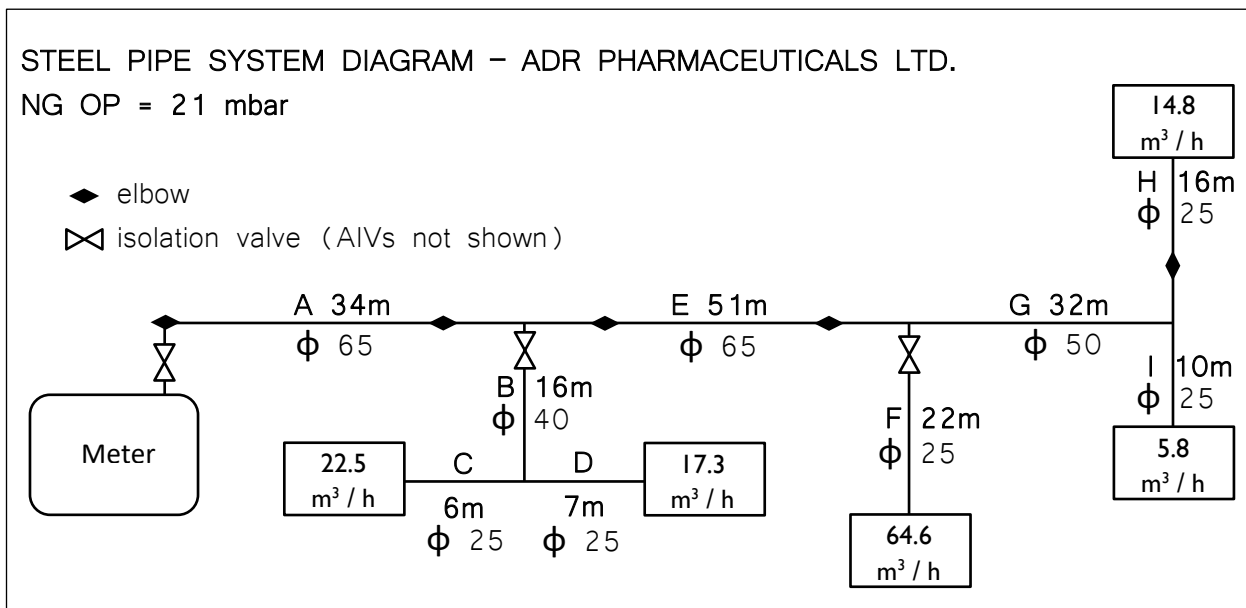 STEEL PIPE SYSTEM DIAGRAM – ADR PHARMACEUTICALS LTD.
NG OP = 21 mbar
elbow
isolation valve (AIVs not shown)
14.8
m³ / h
H 16m
ϕ 25
A 34m
ϕ 65
E 51m
ϕ 65
G 32m
ϕ 50
Meter
B 16m
ϕ 40
F 22m
ϕ 25
I 10m
ϕ 25
22.5
m³ / h
C
6m
ϕ 25
D
7m
ϕ 25
17.3
m³ / h
64.6
m³ / h
5.8
m³ / h